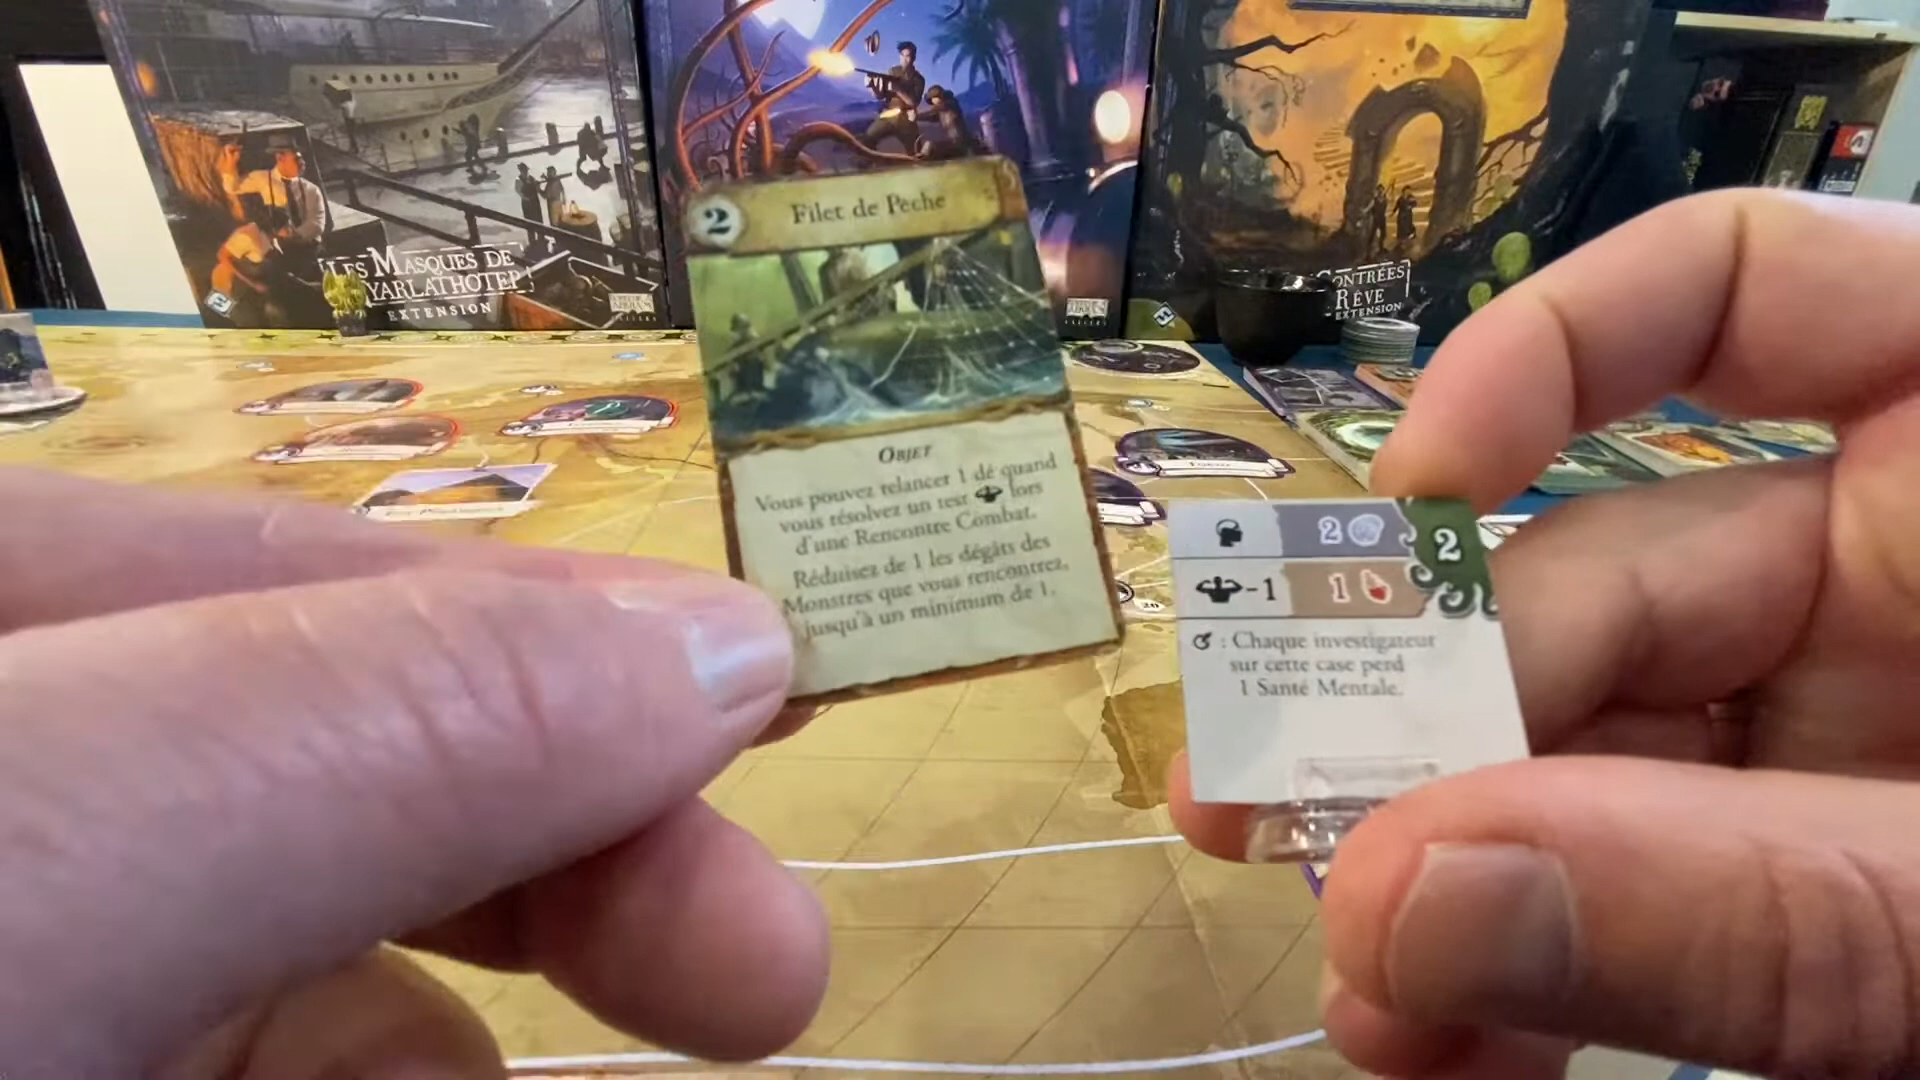 LES MASQUES DE
NYARLATHOTEP
EXTENSION
CONTRÉES
RÊVE
EXTENSION
2
Filet de Pêche
OBJET
Vous pouvez relancer 1 dé quand
vous résolvez un test lors
d'une Rencontre Combat.
Réduisez de 1 les dégâts des
Monstres que vous rencontrez,
jusqu'à un minimum de 1.
2
2
-1
1
: Chaque investigateur
sur cette case perd
1 Santé Mentale.
20